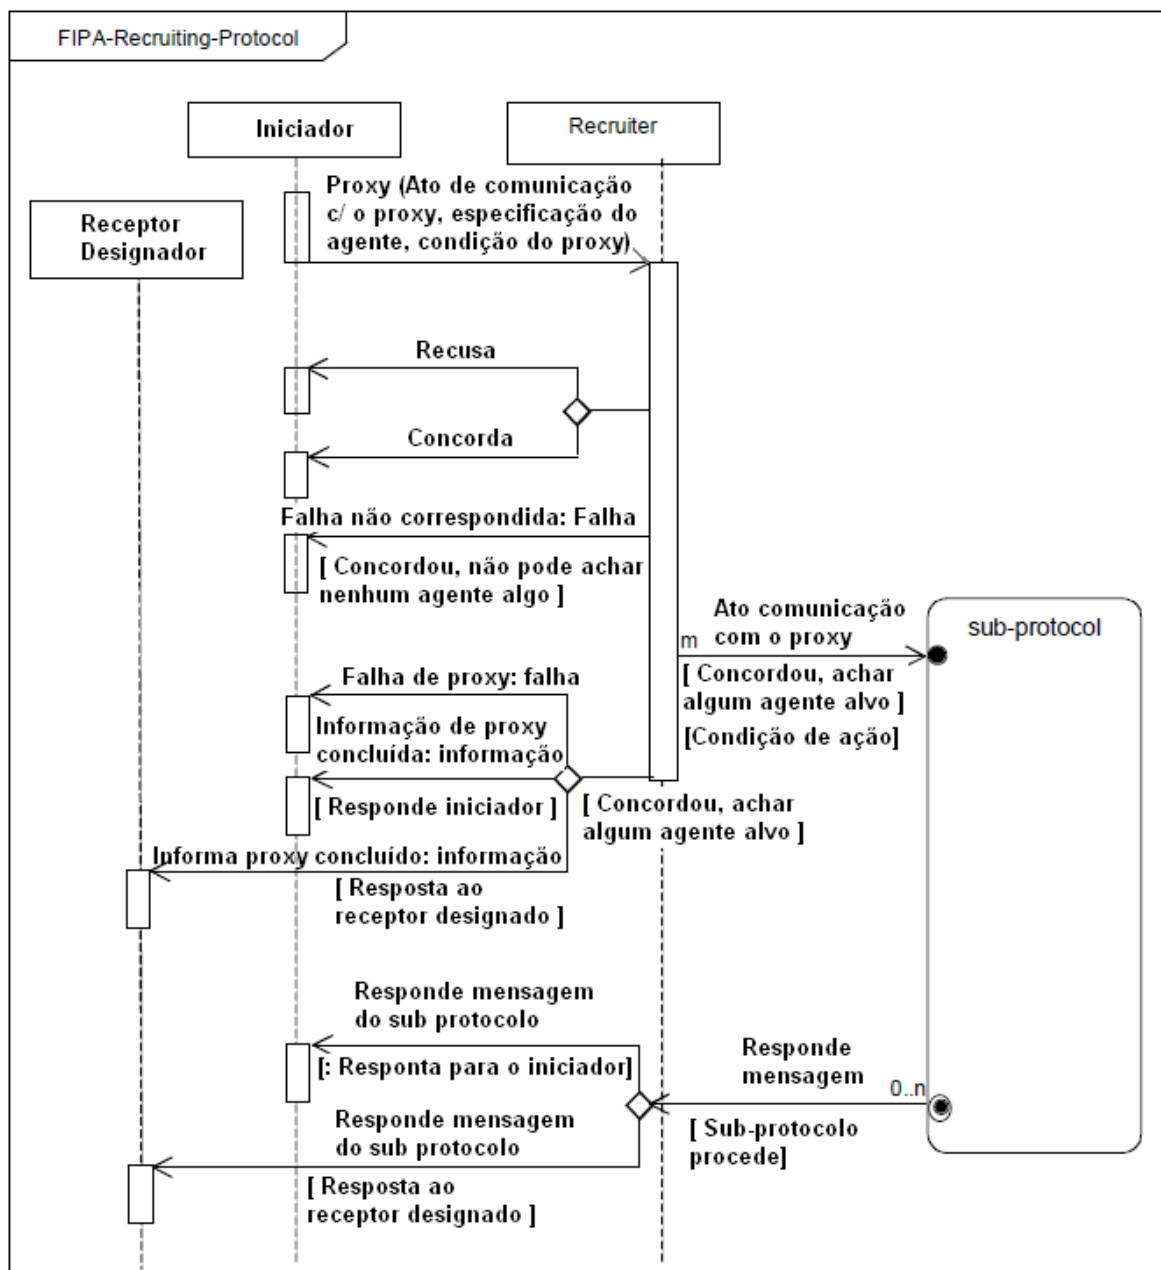 FIPA-Recruiting-Protocol
Iniciador
Recruiter
Proxy (Ato de comunicação
c/ o proxy, especificação do
agente, condição do proxy)
Receptor
Designador
Recusa
Concorda
Falha não correspondida: Falha
[ Concordou, não pode achar
nenhum agente algo ]
Ato comunicação
com o proxy
m
sub-protocol
[ Concordou, achar
algum agente alvo ]
[Condição de ação]
Falha de proxy: falha
Informação de proxy
concluída: informação
[ Responde iniciador ]
[ Concordou, achar
algum agente alvo ]
Informa proxy concluído: informação
[ Resposta ao
receptor designado ]
Responde mensagem
do sub protocolo
[: Responta para o iniciador]
Responde
mensagem
0..n
[ Sub-protocolo
procede]
Responde mensagem
do sub protocolo
[ Resposta ao
receptor designado ]